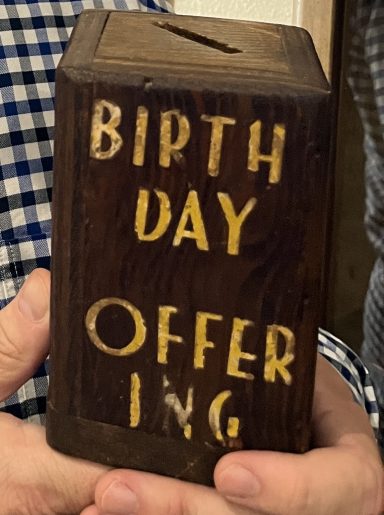 BIRTH
DAY
OFFER
ING